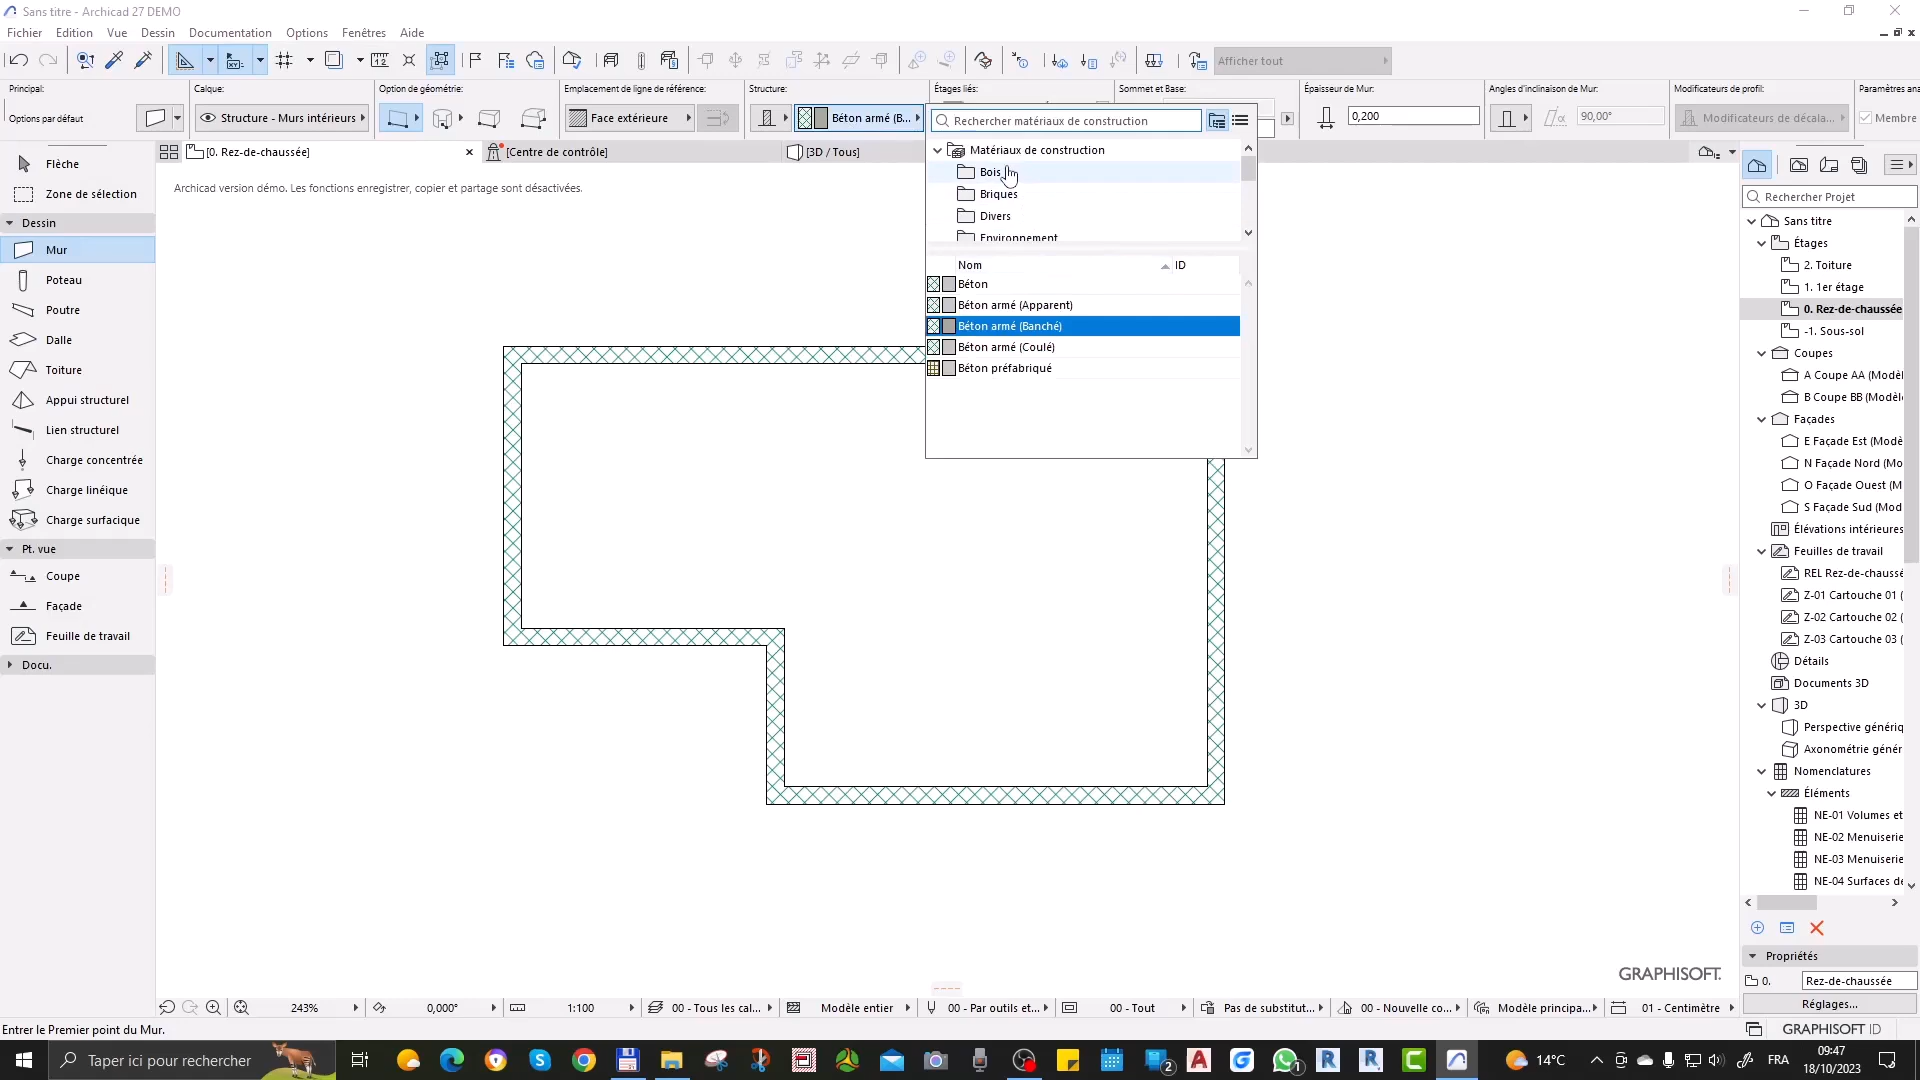 Sans titre - Archicad 27 DEMO
Fichier Edition Vue Dessin Documentation Options Fenêtres Aide
Afficher tout
Principal: Calque: Option de géométrie: Emplacement de ligne de référence: Structure: Étages liés: Sommet et Base: Épaisseur de Mur: Angles d'inclinaison de Mur: Modificateurs de profil: Paramètres ana
Options par défaut Structure - Murs intérieurs Face extérieure Béton armé (B... 0,200 90,00° Modificateurs de décala... Membre
Rechercher matériaux de construction
Matériaux de construction
Bois
Briques
Divers
Environnement
Nom ID
Béton
Béton armé (Apparent)
Béton armé (Banché)
Béton armé (Coulé)
Béton préfabriqué
[0. Rez-de-chaussée] [Centre de contrôle] [3D / Tous]
Archicad version démo. Les fonctions enregistrer, copier et partage sont désactivées.
Flèche
Zone de sélection
Dessin
Mur
Poteau
Poutre
Dalle
Toiture
Appui structurel
Lien structurel
Charge concentrée
Charge linéique
Charge surfacique
Pt. vue
Coupe
Façade
Feuille de travail
Docu.
Rechercher Projet
Sans titre
Étages
2. Toiture
1. 1er étage
0. Rez-de-chaussée
-1. Sous-sol
Coupes
A Coupe AA (Modèl
B Coupe BB (Modèle
Façades
E Façade Est (Modè
N Façade Nord (Mo
O Façade Ouest (M
S Façade Sud (Mod
Élévations intérieures
Feuilles de travail
REL Rez-de-chaussé
Z-01 Cartouche 01 (
Z-02 Cartouche 02 (
Z-03 Cartouche 03 (
Détails
Documents 3D
3D
Perspective génériq
Axonométrie génér
Nomenclatures
Éléments
NE-01 Volumes et
NE-02 Menuiserie
NE-03 Menuiserie
NE-04 Surfaces de
Propriétés
0. Rez-de-chaussée
Réglages...
GRAPHISOFT.
243% 0,000° 1:100 00 - Tous les cal... Modèle entier 00 - Par outils et... 00 - Tout Pas de substitut... 00 - Nouvelle co... Modèle principa... 01 - Centimètre
Entrer le Premier point du Mur.
GRAPHISOFT ID
Taper ici pour rechercher
2
1
14°C
FRA
09:47
18/10/2023